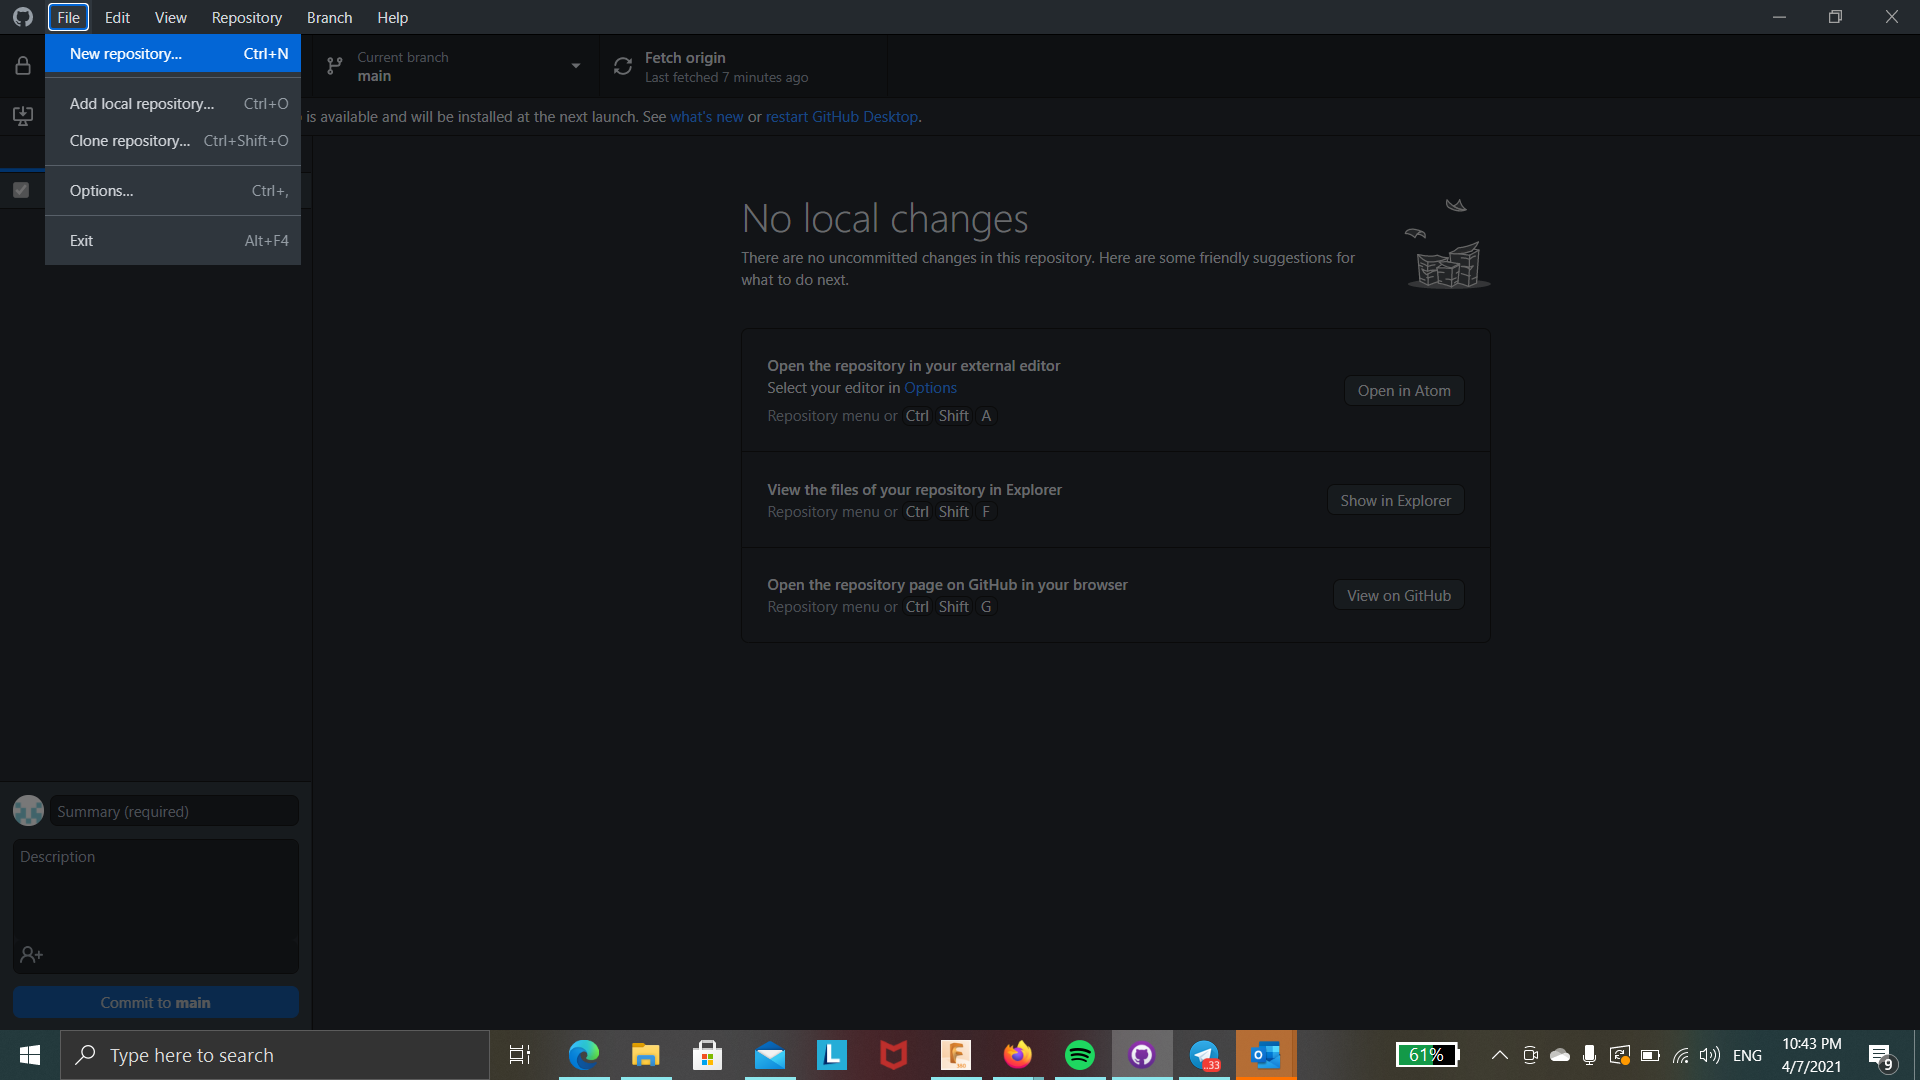 File Edit View Repository Branch Help
New repository... Ctrl+N
Add local repository... Ctrl+O
Clone repository... Ctrl+Shift+O
Options... Ctrl+,
Exit Alt+F4
Current branch
main
Fetch origin
Last fetched 7 minutes ago
is available and will be installed at the next launch. See what's new or restart GitHub Desktop.
No local changes
There are no uncommitted changes in this repository. Here are some friendly suggestions for
what to do next.
Open the repository in your external editor
Select your editor in Options
Repository menu or Ctrl Shift A
Open in Atom
View the files of your repository in Explorer
Repository menu or Ctrl Shift F
Show in Explorer
Open the repository page on GitHub in your browser
Repository menu or Ctrl Shift G
View on GitHub
Summary (required)
Description
Commit to main
Type here to search
L
F
..33
o
61%
ENG
10:43 PM
4/7/2021
9